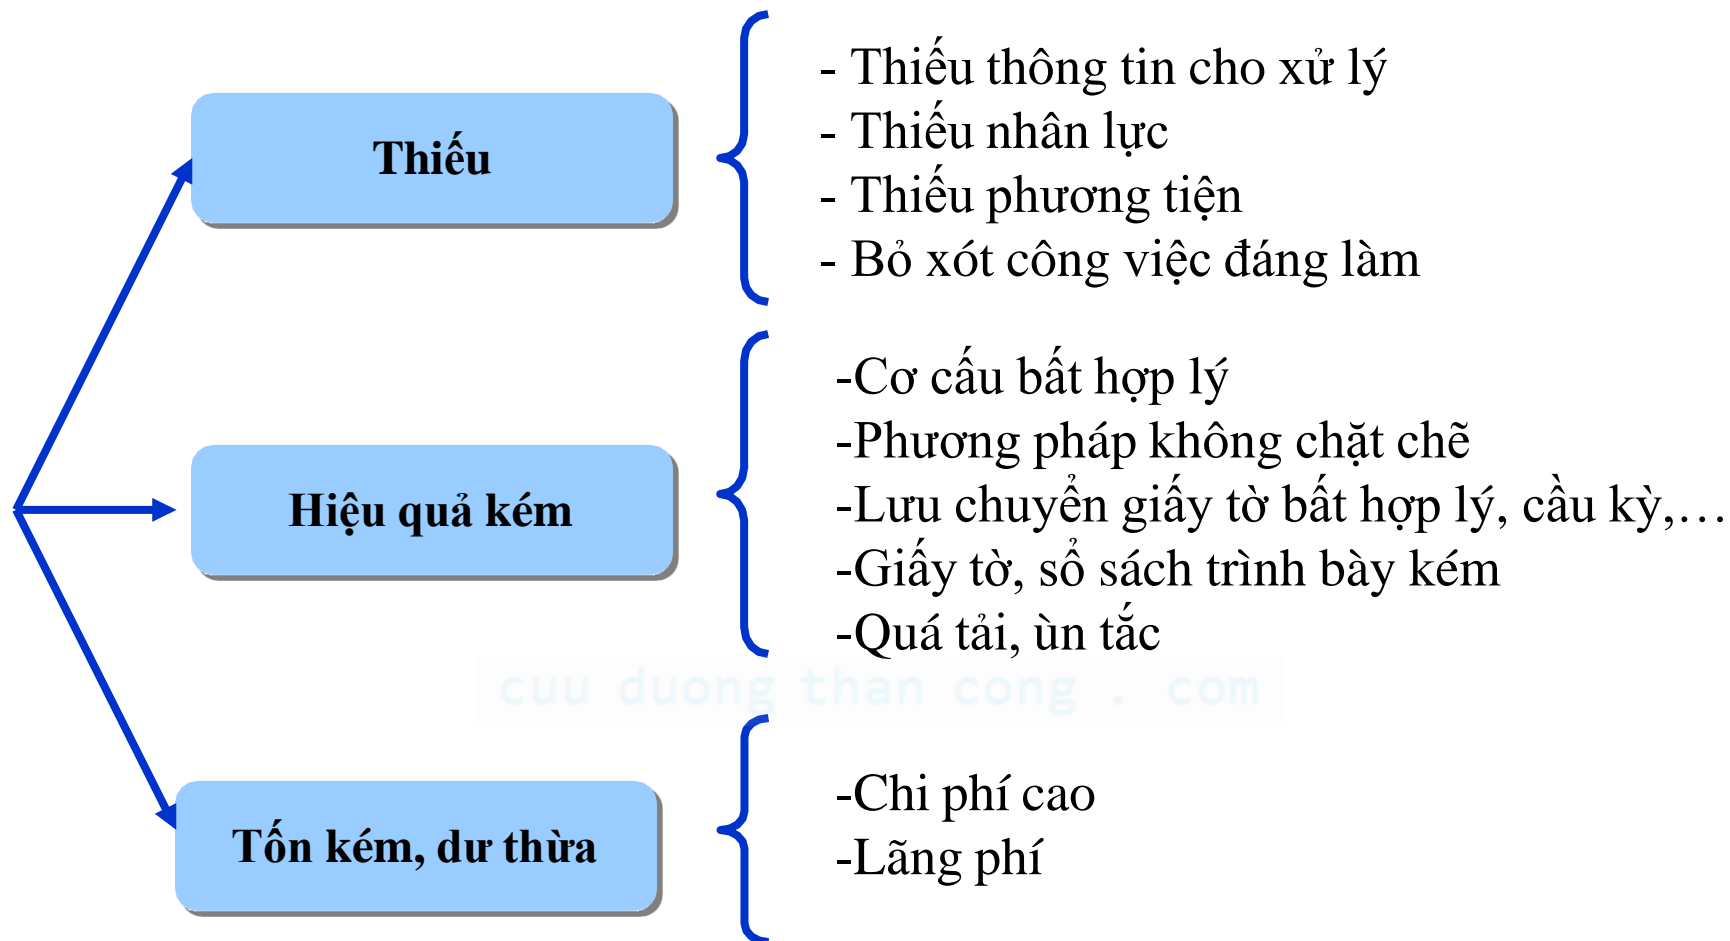 Thiếu
- Thiếu thông tin cho xử lý
- Thiếu nhân lực
- Thiếu phương tiện
- Bỏ xót công việc đáng làm
Hiệu quả kém
-Cơ cấu bất hợp lý
-Phương pháp không chặt chẽ
-Lưu chuyển giấy tờ bất hợp lý, cầu kỳ,…
-Giấy tờ, sổ sách trình bày kém
-Quá tải, ùn tắc
cuu duong than cong . com
Tốn kém, dư thừa
-Chi phí cao
-Lãng phí